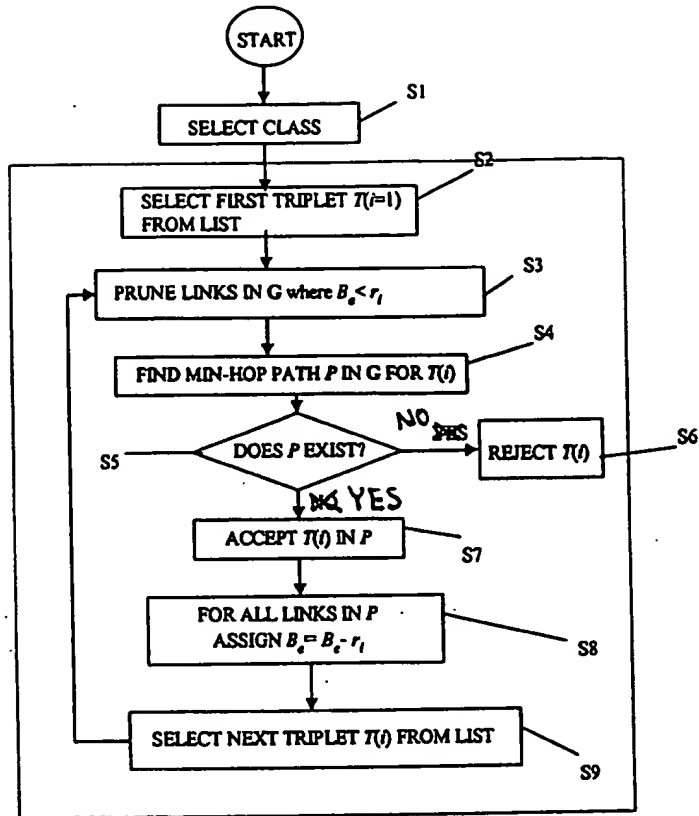 START
S1
SELECT CLASS
S2
SELECT FIRST TRIPLET T(i=1)
FROM LIST
S3
PRUNE LINKS IN G where Bₑ < rᵢ
S4
FIND MIN-HOP PATH P IN G FOR T(i)
S5
DOES P EXIST?
NO
REJECT T(i)
S6
YES
ACCEPT T(i) IN P
S7
FOR ALL LINKS IN P
ASSIGN Bₑ = Bₑ - rᵢ
S8
SELECT NEXT TRIPLET T(i) FROM LIST
S9